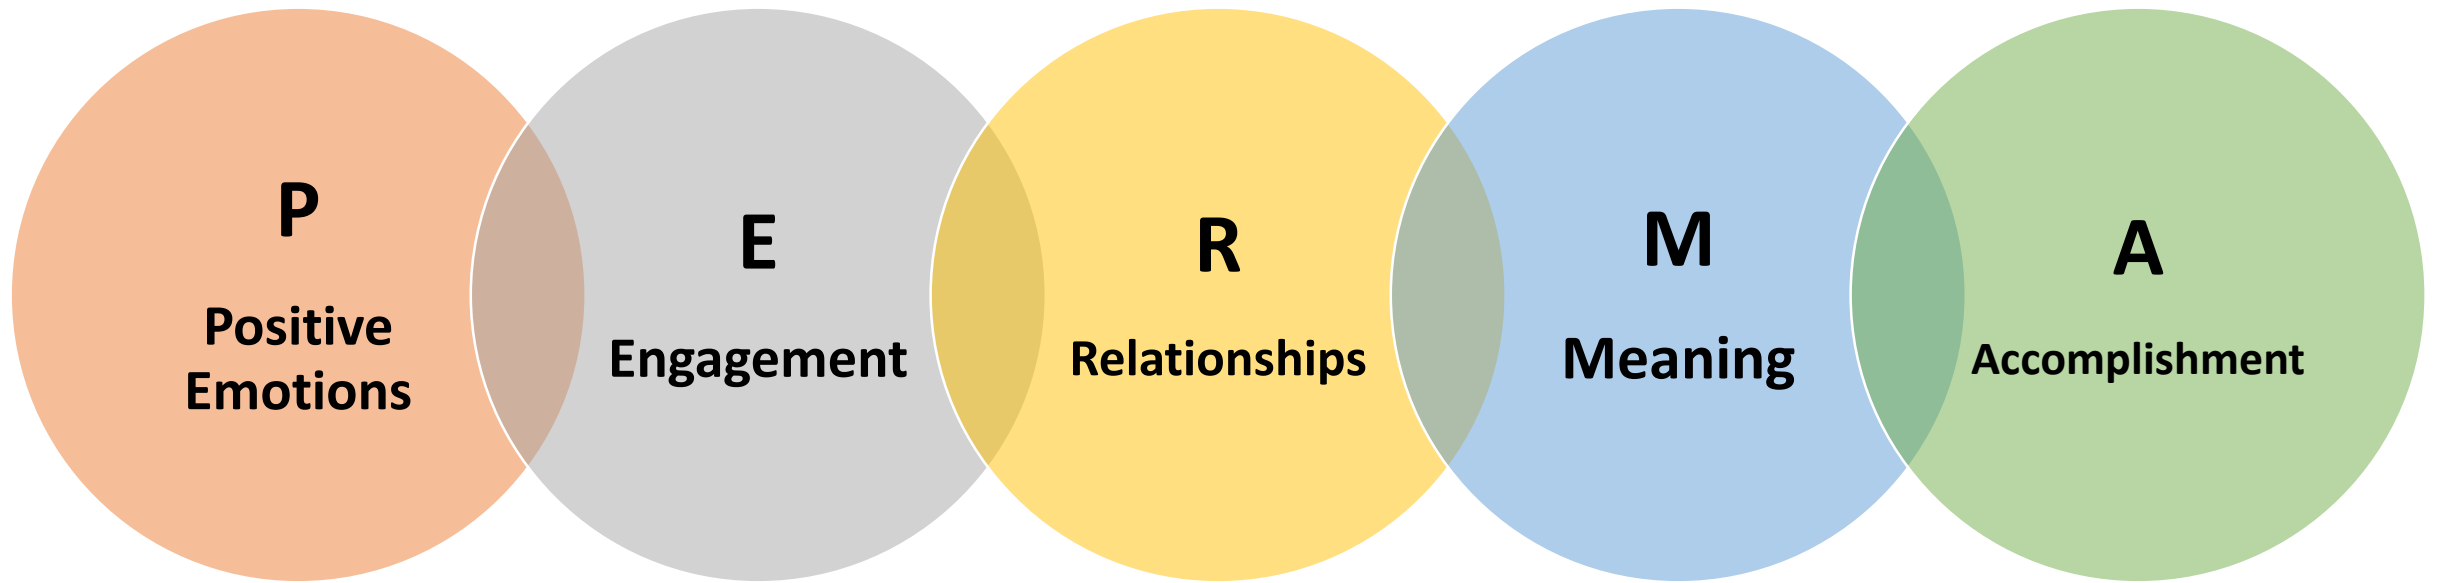 P
Positive
Emotions
E
Engagement
R
Relationships
M
Meaning
A
Accomplishment